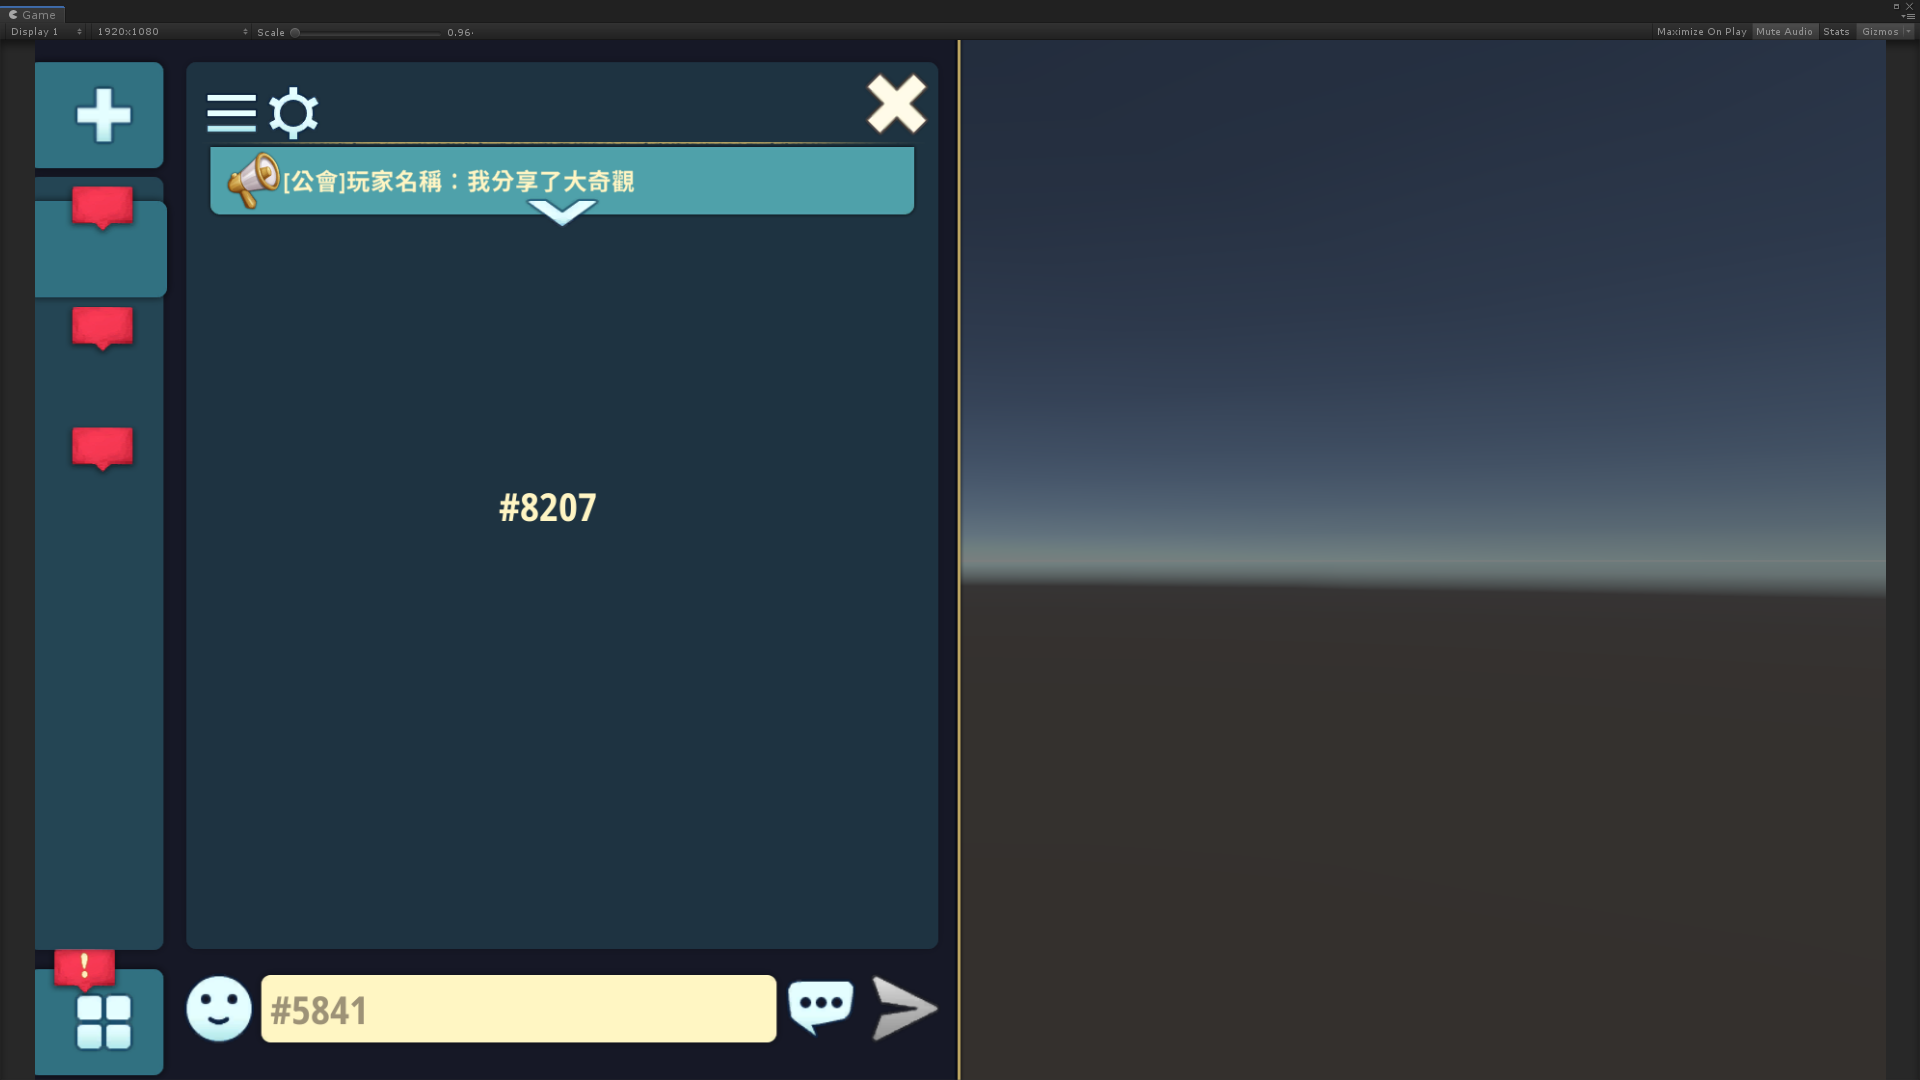 Game
Display 1
1920x1080
Scale
0.96
Maximize On Play
Mute Audio
Stats
Gizmos
[公會]玩家名稱：我分享了大奇觀
#8207
!
#5841